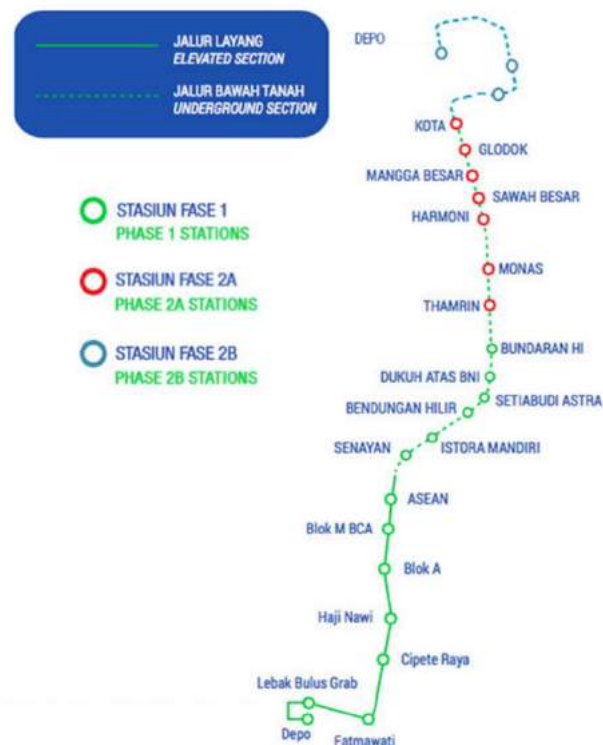 JALUR LAYANG
ELEVATED SECTION
JALUR BAWAH TANAH
UNDERGROUND SECTION
STASIUN FASE 1
PHASE 1 STATIONS
STASIUN FASE 2A
PHASE 2A STATIONS
STASIUN FASE 2B
PHASE 2B STATIONS
DEPO
KOTA
GLODOK
MANGGA BESAR
SAWAH BESAR
HARMONI
MONAS
THAMRIN
BUNDARAN HI
DUKUH ATAS BNI
SETIABUDI ASTRA
BENDUNGAN HILIR
ISTORA MANDIRI
SENAYAN
ASEAN
Blok M BCA
Blok A
Haji Nawi
Cipete Raya
Lebak Bulus Grab
Depo
Fatmawati